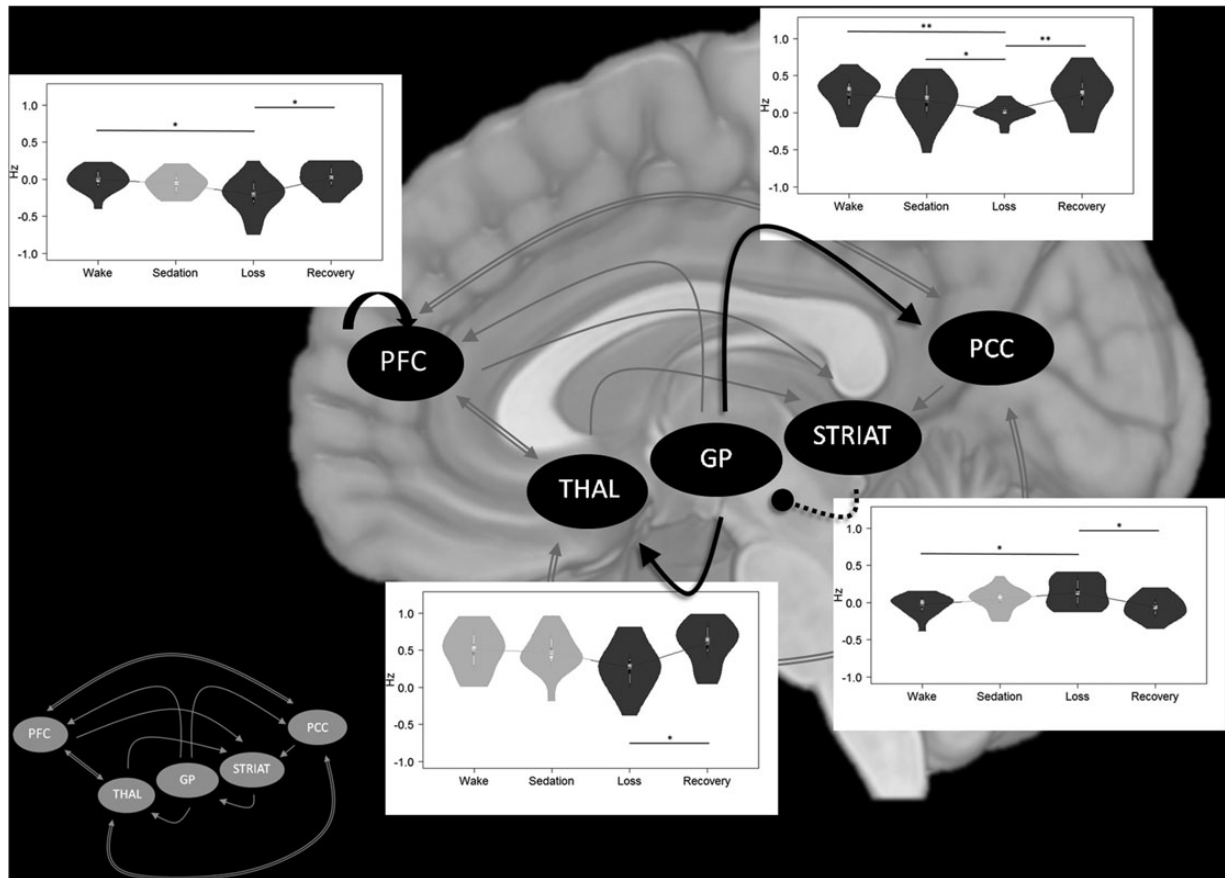 1.0
0.5
0.0
-0.5
-1.0
Hz
*
*
Wake Sedation Loss Recovery
1.0
0.5
0.0
0.5
-1.0
Hz
**
*
**
Wake Sedation Loss Recovery
PFC
PCC
STRIAT
GP
THAL
1.0
0.5
0.0
-0.5
-1.0
Hz
*
Wake Sedation Loss Recovery
1.0
0.5
0.0
-0.5
-1.0
Hz
*
*
Wake Sedation Loss Recovery
PFC
PCC
STRIAT
GP
THAL